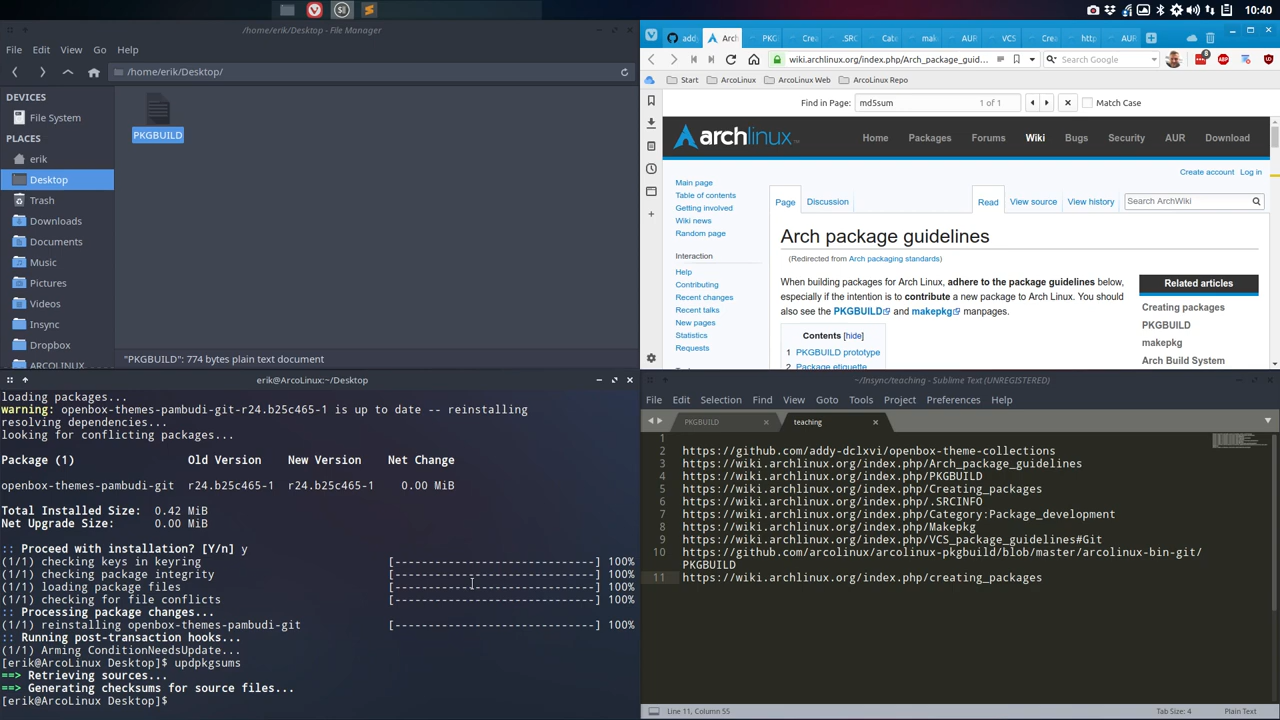 10:40
/home/erik/Desktop - File Manager
File Edit View Go Help
/home/erik/Desktop/
DEVICES
File System
PLACES
erik
Desktop
Trash
Downloads
Documents
Music
Pictures
Videos
Insync
Dropbox
ARCOLINUX
PKGBUILD
"PKGBUILD": 774 bytes plain text document
addy Arch PKG Crea .SRC Cate mak AUR VCS Crea http AUR
wiki.archlinux.org/index.php/Arch_package_guid...
Search Google
8
ABP
Start ArcoLinux ArcoLinux Web ArcoLinux Repo
Find in Page: md5sum 1 of 1 Match Case
archlinux
Home Packages Forums Wiki Bugs Security AUR Download
Create account Log in
Main page
Table of contents
Getting involved
Wiki news
Random page
Interaction
Help
Contributing
Recent changes
Recent talks
New pages
Statistics
Requests
Page Discussion Read View source View history Search ArchWiki
Arch package guidelines
(Redirected from Arch packaging standards)
When building packages for Arch Linux, adhere to the package guidelines below,
especially if the intention is to contribute a new package to Arch Linux. You should
also see the PKGBUILD and makepkg manpages.
Contents [hide]
1 PKGBUILD prototype
2 Package etiquette
Related articles
Creating packages
PKGBUILD
makepkg
Arch Build System
erik@ArcoLinux:~/Desktop
loading packages...
warning: openbox-themes-pambudi-git-r24.b25c465-1 is up to date -- reinstalling
resolving dependencies...
looking for conflicting packages...
Package (1) Old Version New Version Net Change
openbox-themes-pambudi-git r24.b25c465-1 r24.b25c465-1 0.00 MiB
Total Installed Size: 0.42 MiB
Net Upgrade Size: 0.00 MiB
:: Proceed with installation? [Y/n] y
(1/1) checking keys in keyring [----------------------------] 100%
(1/1) checking package integrity [----------------------------] 100%
(1/1) loading package files [----------------------------] 100%
(1/1) checking for file conflicts [----------------------------] 100%
:: Processing package changes...
(1/1) reinstalling openbox-themes-pambudi-git [----------------------------] 100%
:: Running post-transaction hooks...
(1/1) Arming ConditionNeedsUpdate...
[erik@ArcoLinux Desktop]$ updpkgsums
==> Retrieving sources...
==> Generating checksums for source files...
[erik@ArcoLinux Desktop]$
~/Insync/teaching - Sublime Text (UNREGISTERED)
File Edit Selection Find View Goto Tools Project Preferences Help
PKGBUILD teaching
1
2 https://github.com/addy-dclxvi/openbox-theme-collections
3 https://wiki.archlinux.org/index.php/Arch_package_guidelines
4 https://wiki.archlinux.org/index.php/PKGBUILD
5 https://wiki.archlinux.org/index.php/Creating_packages
6 https://wiki.archlinux.org/index.php/.SRCINFO
7 https://wiki.archlinux.org/index.php/Category:Package_development
8 https://wiki.archlinux.org/index.php/Makepkg
9 https://wiki.archlinux.org/index.php/VCS_package_guidelines#Git
10 https://github.com/arcolinux/arcolinux-pkgbuild/blob/master/arcolinux-bin-git/
PKGBUILD
11 https://wiki.archlinux.org/index.php/creating_packages
Line 11, Column 55 Tab Size: 4 Plain Text